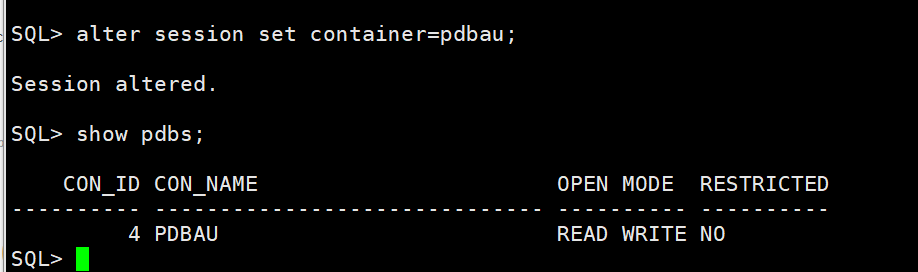 SQL> alter session set container=pdbau;
Session altered.
SQL> show pdbs;
CON_ID CON_NAME OPEN MODE RESTRICTED
---------- ------------------------------ ---------- ----------
4 PDBAU READ WRITE NO
SQL>